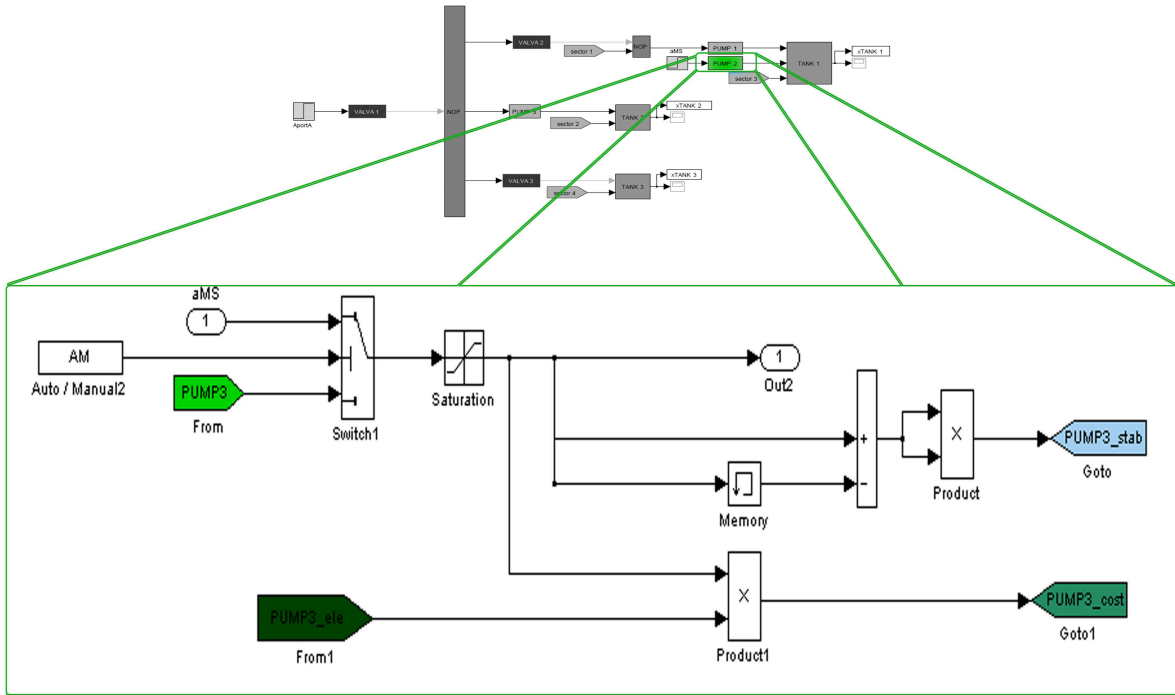 VALVA 2
sector 1
NOP
aMS
PUMP 1
PUMP 2
sector 3
TANK 1
xTANK 1
AportA
VALVA 1
NOP
PUMP 3
sector 2
TANK 2
xTANK 2
VALVA 3
sector 4
TANK 3
xTANK 3
aMS
1
AM
Auto / Manual2
PUMP3
From
Switch1
Saturation
1
Out2
+
-
Memory
X
Product
PUMP3_stab
Goto
PUMP3_ele
From1
X
Product1
PUMP3_cost
Goto1